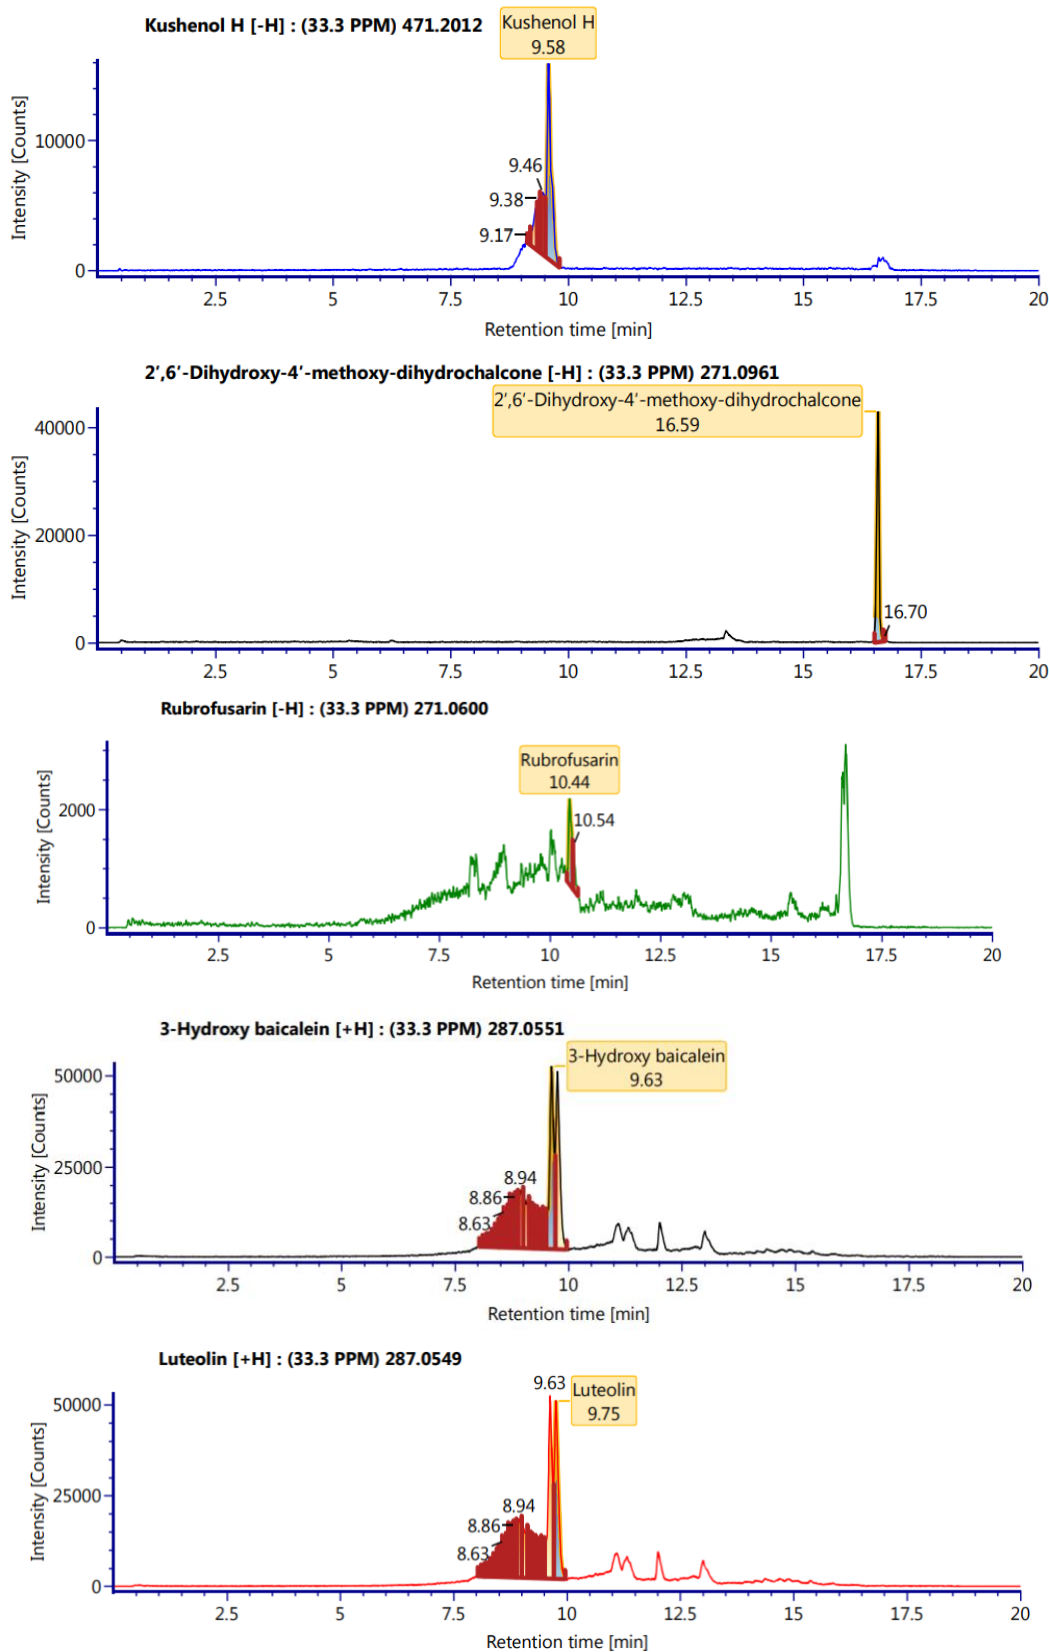 Kushenol H [-H] : (33.3 PPM) 471.2012
Kushenol H
9.58
Intensity [Counts]
10000
0
9.46
9.38
9.17
2.5 5 7.5 10 12.5 15 17.5 20
Retention time [min]
2′,6′-Dihydroxy-4′-methoxy-dihydrochalcone [-H] : (33.3 PPM) 271.0961
2′,6′-Dihydroxy-4′-methoxy-dihydrochalcone
16.59
Intensity [Counts]
40000
20000
0
16.70
2.5 5 7.5 10 12.5 15 17.5 20
Rubrofusarin [-H] : (33.3 PPM) 271.0600
Rubrofusarin
10.44
10.54
Intensity [Counts]
2000
0
2.5 5 7.5 10 12.5 15 17.5 20
Retention time [min]
3-Hydroxy baicalein [+H] : (33.3 PPM) 287.0551
3-Hydroxy baicalein
9.63
Intensity [Counts]
50000
25000
0
8.94
8.86
8.63
2.5 5 7.5 10 12.5 15 17.5 20
Retention time [min]
Luteolin [+H] : (33.3 PPM) 287.0549
9.63
Luteolin
9.75
Intensity [Counts]
50000
25000
0
8.94
8.86
8.63
2.5 5 7.5 10 12.5 15 17.5 20
Retention time [min]